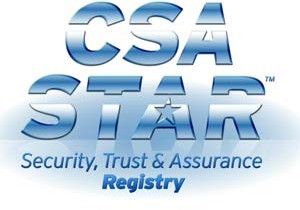 CSA
STAR™
Security, Trust & Assurance
Registry